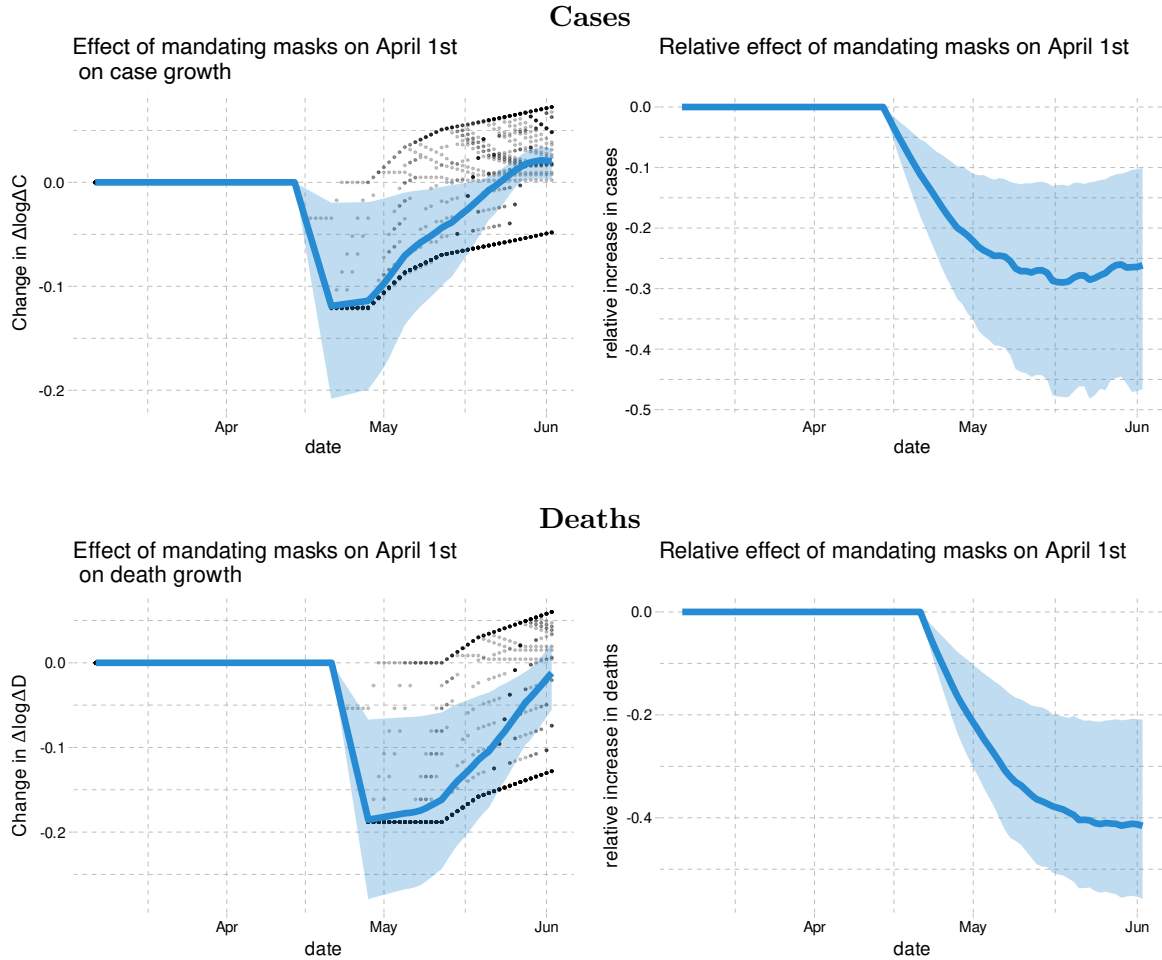 Cases
Effect of mandating masks on April 1st
on case growth
Change in ΔlogΔC
0.0
-0.1
-0.2
Apr
May
Jun
date
Relative effect of mandating masks on April 1st
relative increase in cases
0.0
-0.1
-0.2
-0.3
-0.4
-0.5
Apr
May
Jun
date
Deaths
Effect of mandating masks on April 1st
on death growth
Change in ΔlogΔD
0.0
-0.1
-0.2
Apr
May
Jun
date
Relative effect of mandating masks on April 1st
relative increase in deaths
0.0
-0.2
-0.4
Apr
May
Jun
date